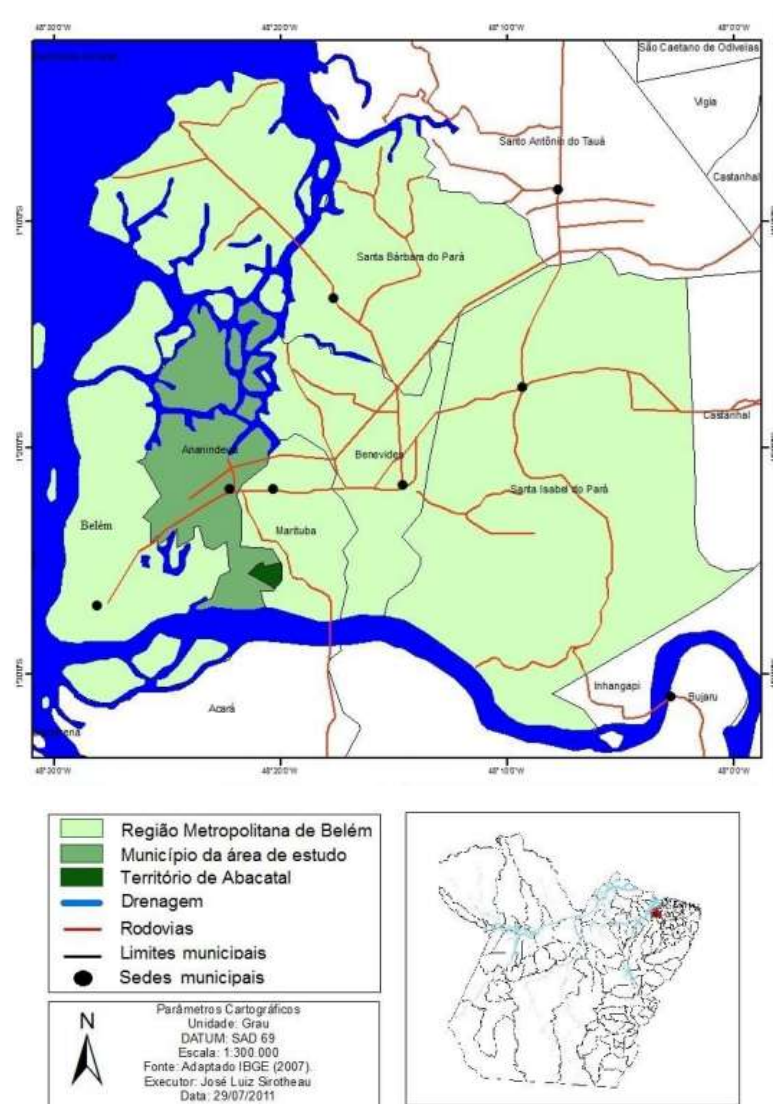 48°30'0"W
48°20'0"W
48°10'0"W
48°0'0"W
São Caetano de Odivelas
Vigia
Santo Antônio do Tauá
Castanhal
Santa Bárbara do Pará
Castanhal
Ananindeua
Benevides
Santa Isabel do Pará
Belém
Marituba
Inhangapi
Bujaru
Acará
48°30'0"W
48°20'0"W
48°10'0"W
48°0'0"W
Região Metropolitana de Belém
Município da área de estudo
Território de Abacatal
Drenagem
Rodovias
Limites municipais
Sedes municipais
N
Parâmetros Cartográficos
Unidade: Grau
DATUM: SAD 69
Escala: 1:300.000
Fonte: Adaptado IBGE (2007).
Executor: José Luiz Sirotheau
Data: 29/07/2011